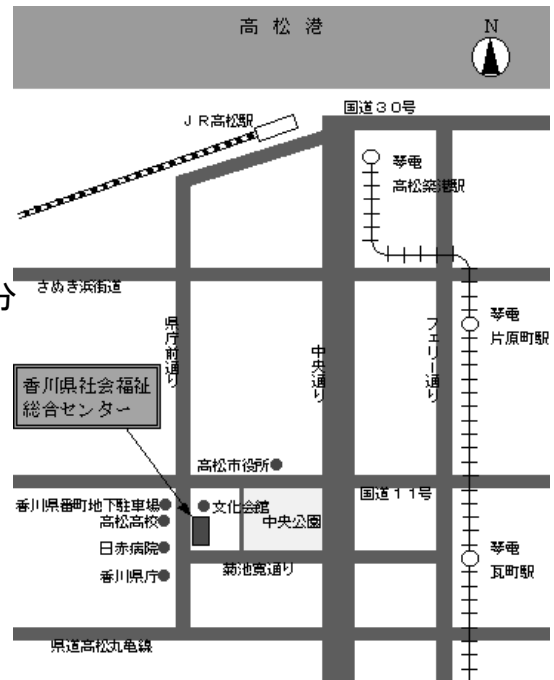 高松港
N
国道30号
JR高松駅
琴電
高松築港駅
分
さぬき浜街道
琴電
片原町駅
県庁前通り
中央通り
フェリー通り
香川県社会福祉
総合センター
高松市役所
国道11号
香川県番町地下駐車場
文化会館
高松高校
中央公園
日赤病院
琴電
瓦町駅
菊池寛通り
香川県庁
県道高松丸亀線